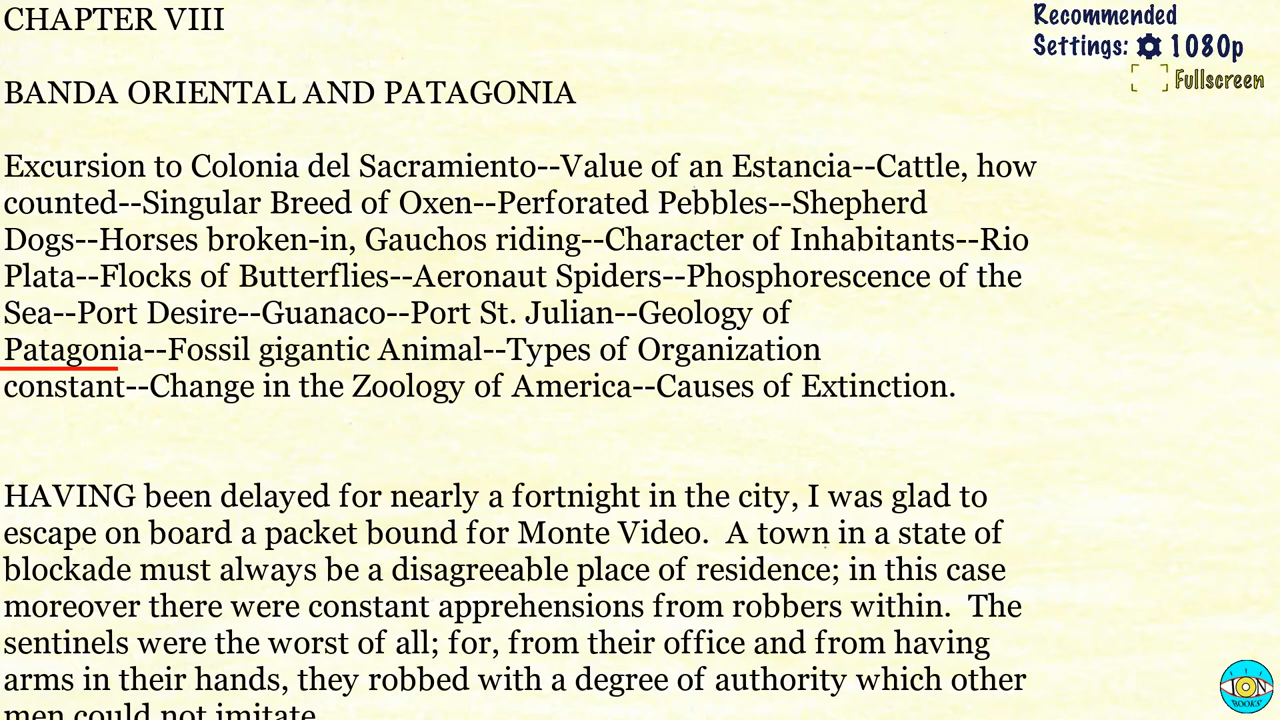 CHAPTER VIII
Recommended
Settings: 1080p
Fullscreen
BANDA ORIENTAL AND PATAGONIA
Excursion to Colonia del Sacramiento--Value of an Estancia--Cattle, how
counted--Singular Breed of Oxen--Perforated Pebbles--Shepherd
Dogs--Horses broken-in, Gauchos riding--Character of Inhabitants--Rio
Plata--Flocks of Butterflies--Aeronaut Spiders--Phosphorescence of the
Sea--Port Desire--Guanaco--Port St. Julian--Geology of
Patagonia--Fossil gigantic Animal--Types of Organization
constant--Change in the Zoology of America--Causes of Extinction.
HAVING been delayed for nearly a fortnight in the city, I was glad to
escape on board a packet bound for Monte Video.  A town in a state of
blockade must always be a disagreeable place of residence; in this case
moreover there were constant apprehensions from robbers within.  The
sentinels were the worst of all; for, from their office and from having
arms in their hands, they robbed with a degree of authority which other
men could not imitate.
ION
BOOKS